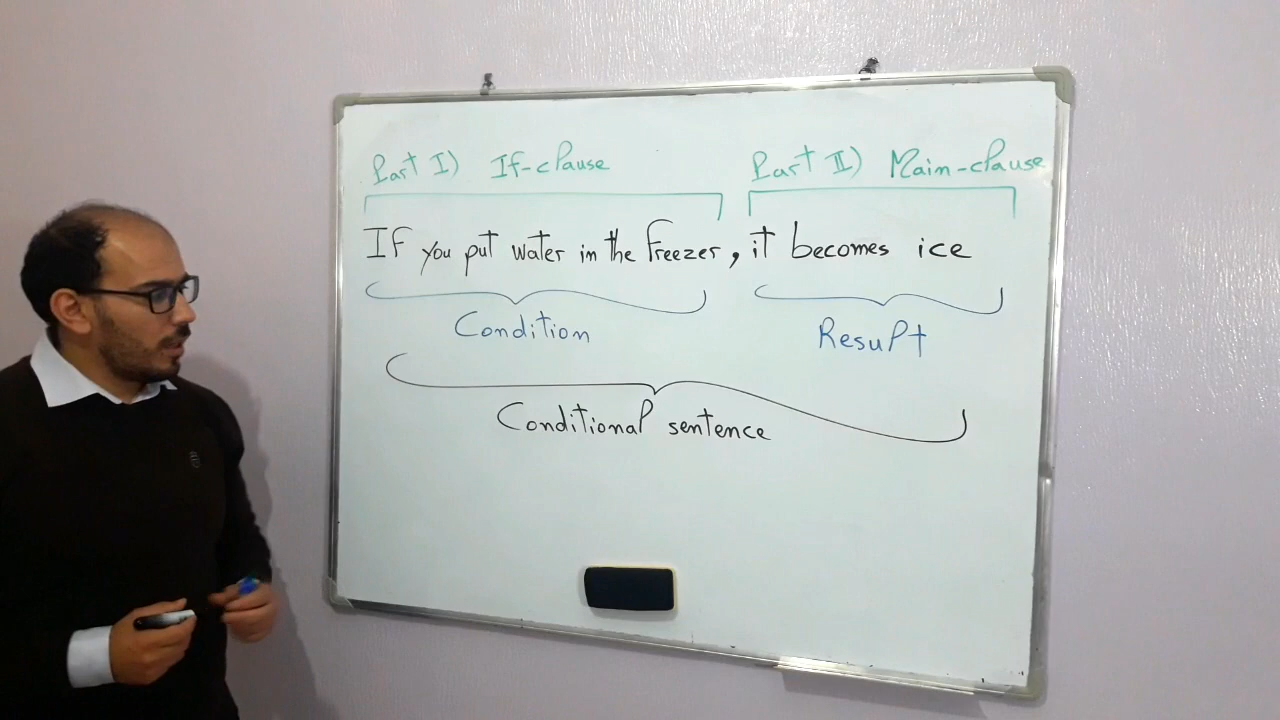 Part I) If-clause Part II) Main-clause
If you put water in the freezer, it becomes ice
Condition Result
Conditional sentence